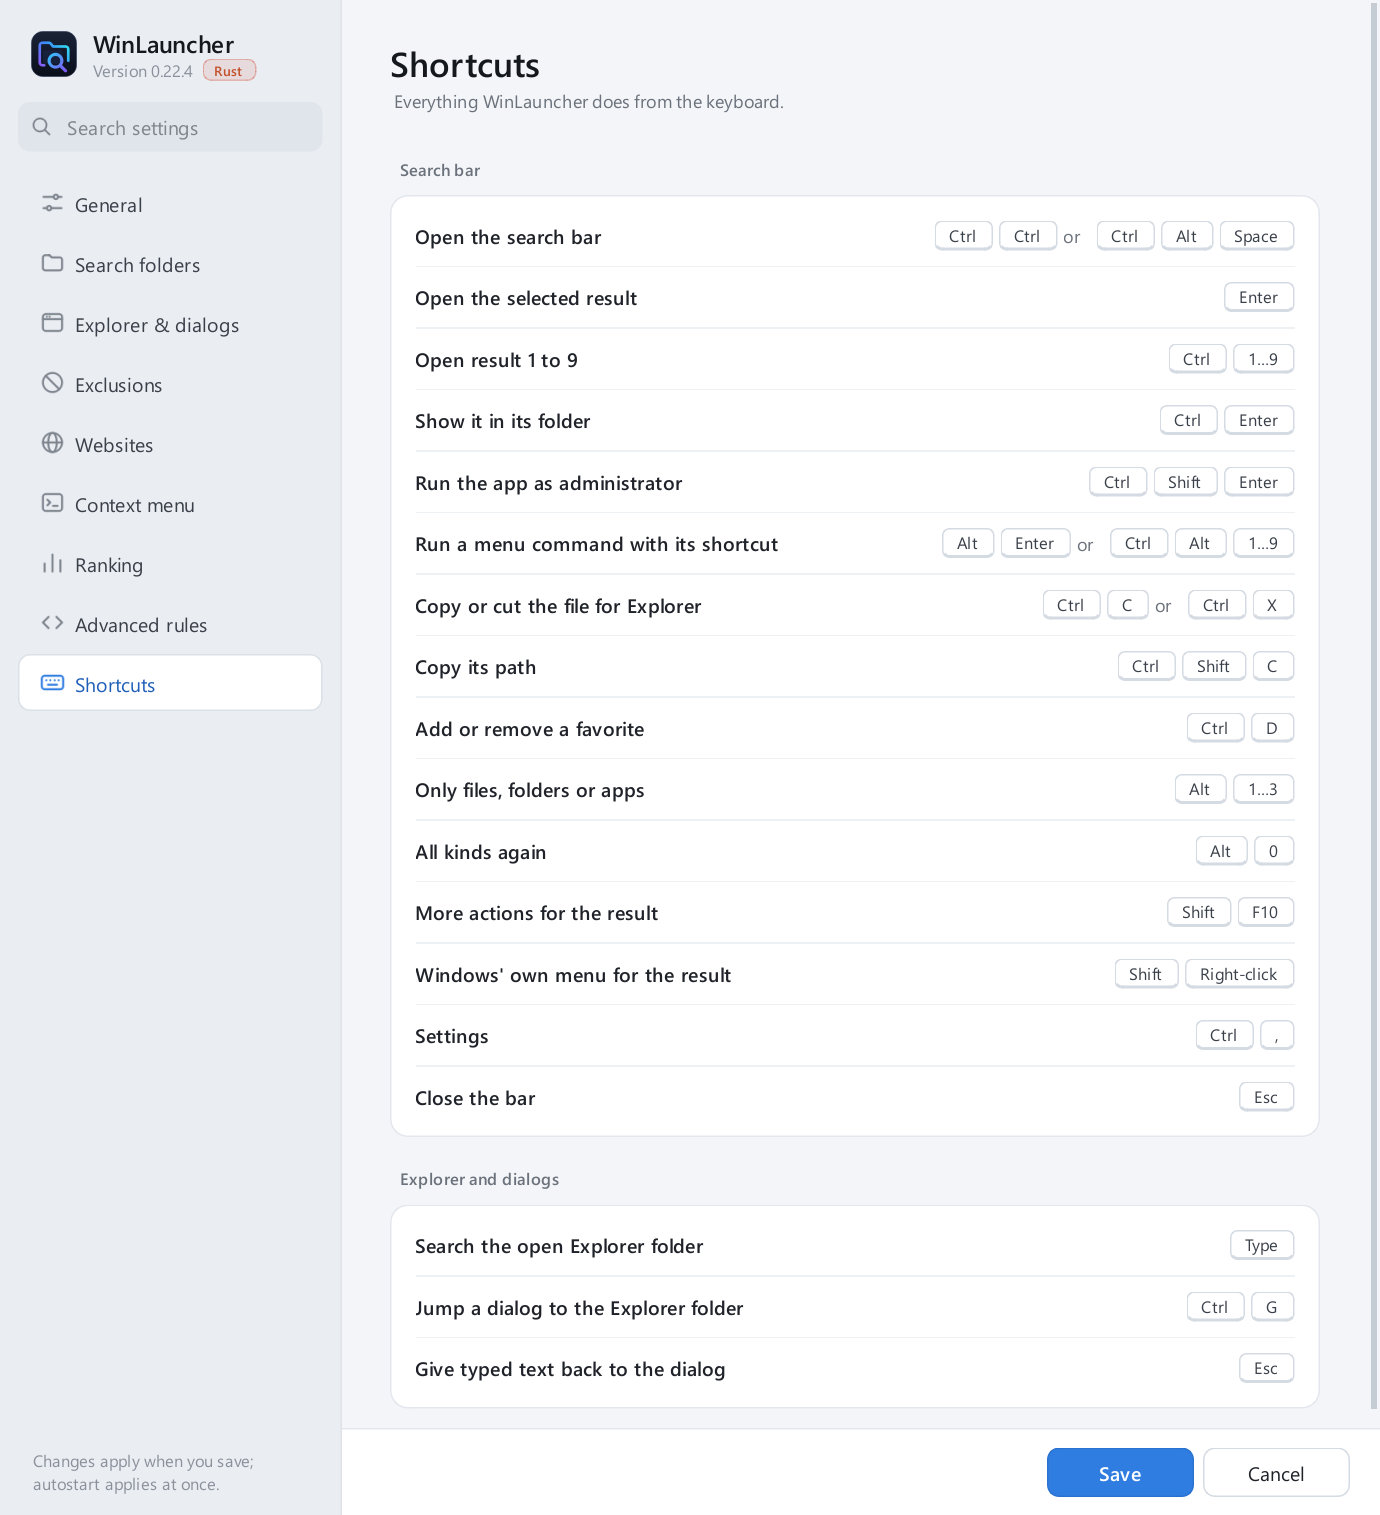 WinLauncher
Version 0.22.4 Rust
Search settings
General
Search folders
Explorer & dialogs
Exclusions
Websites
Context menu
Ranking
Advanced rules
Shortcuts
Changes apply when you save;
autostart applies at once.
Shortcuts
Everything WinLauncher does from the keyboard.
Search bar
Open the search bar Ctrl Ctrl or Ctrl Alt Space
Open the selected result Enter
Open result 1 to 9 Ctrl 1...9
Show it in its folder Ctrl Enter
Run the app as administrator Ctrl Shift Enter
Run a menu command with its shortcut Alt Enter or Ctrl Alt 1...9
Copy or cut the file for Explorer Ctrl C or Ctrl X
Copy its path Ctrl Shift C
Add or remove a favorite Ctrl D
Only files, folders or apps Alt 1...3
All kinds again Alt 0
More actions for the result Shift F10
Windows' own menu for the result Shift Right-click
Settings Ctrl ,
Close the bar Esc
Explorer and dialogs
Search the open Explorer folder Type
Jump a dialog to the Explorer folder Ctrl G
Give typed text back to the dialog Esc
Save Cancel